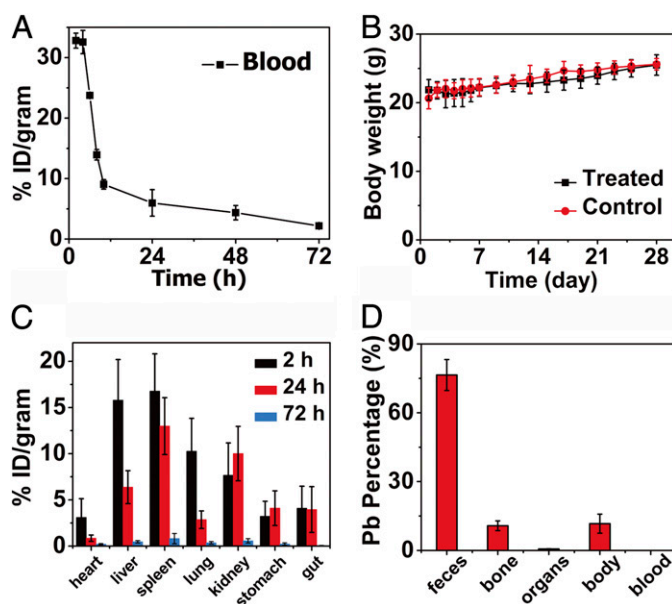 A
% ID/gram
30
20
10
0
Blood
0 24 48 72
Time (h)
B
Body weight (g)
30
20
10
0
Treated
Control
0 7 14 21 28
Time (day)
C
% ID/gram
20
15
10
5
0
2 h
24 h
72 h
heart liver spleen lung kidney stomach gut
D
Pb Percentage (%)
90
60
30
0
feces bone organs body blood